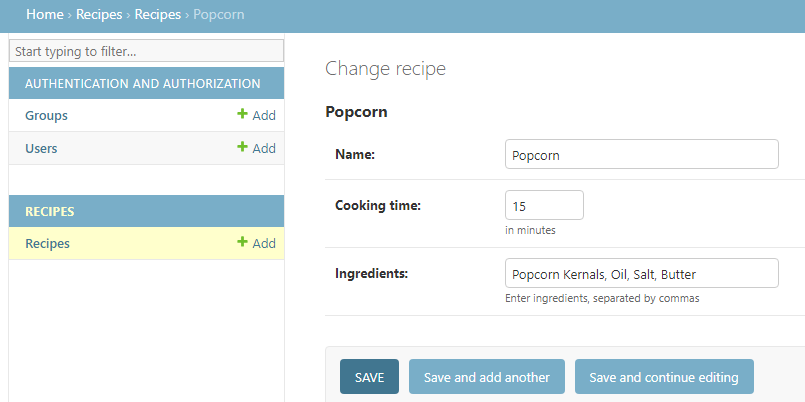 Home › Recipes › Recipes › Popcorn
Start typing to filter...
AUTHENTICATION AND AUTHORIZATION
Groups + Add
Users + Add
RECIPES
Recipes + Add
Change recipe
Popcorn
Name: Popcorn
Cooking time: 15
in minutes
Ingredients: Popcorn Kernals, Oil, Salt, Butter
Enter ingredients, separated by commas
SAVE Save and add another Save and continue editing